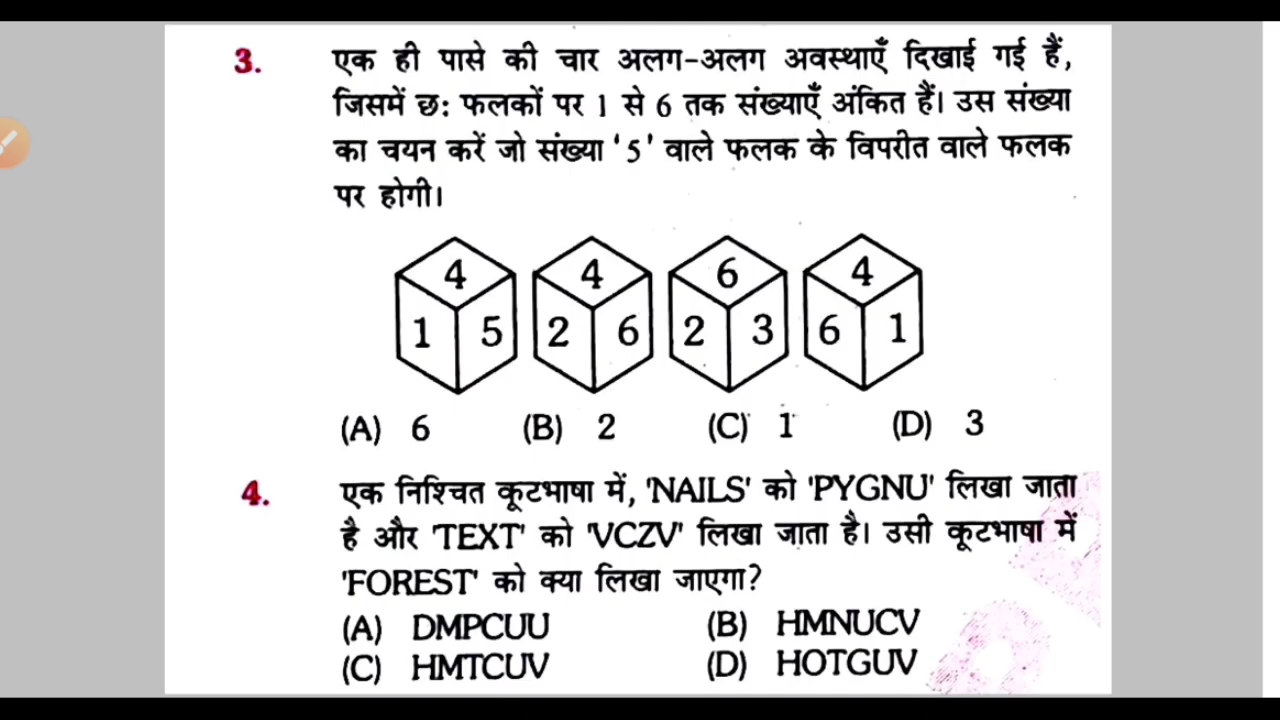 3. एक ही पासे की चार अलग-अलग अवस्थाएँ दिखाई गई हैं,
जिसमें छः फलकों पर 1 से 6 तक संख्याएँ अंकित हैं। उस संख्या
का चयन करें जो संख्या '5' वाले फलक के विपरीत वाले फलक
पर होगी।
4 4 6 4
1 5 2 6 2 3 6 1
(A) 6 (B) 2 (C) 1 (D) 3
4. एक निश्चित कूटभाषा में, 'NAILS' को 'PYGNU' लिखा जाता
है और 'TEXT' को 'VCZV' लिखा जाता है। उसी कूटभाषा में
'FOREST' को क्या लिखा जाएगा?
(A) DMPCUU (B) HMNUCV
(C) HMTCUV (D) HOTGUV